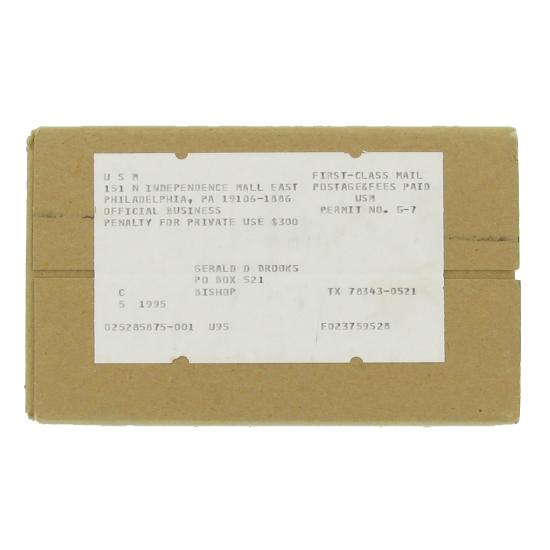 U S M FIRST-CLASS MAIL
151 N INDEPENDENCE MALL EAST POSTAGE&FEES PAID
PHILADELPHIA, PA 19106-1886 USM
OFFICIAL BUSINESS PERMIT NO. G-7
PENALTY FOR PRIVATE USE $300
GERALD D BROOKS
PO BOX 521
C BISHOP TX 78343-0521
5 1995
025285875-001 U95 F023759528